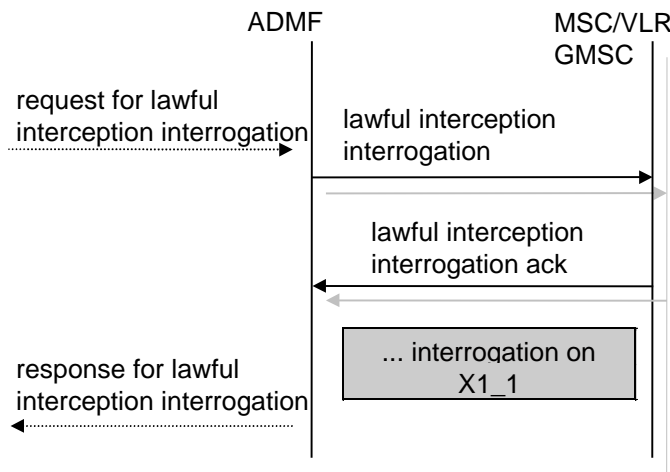 ADMF
MSC/VLR
GMSC
request for lawful
interception interrogation
lawful interception
interrogation
lawful interception
interrogation ack
... interrogation on
X1_1
response for lawful
interception interrogation